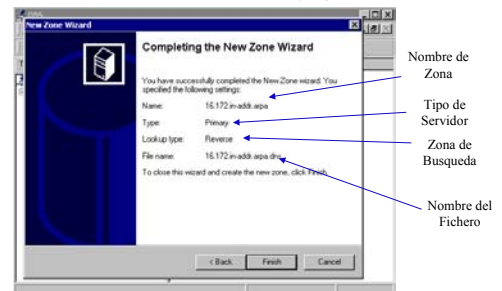 New Zone Wizard
Completing the New Zone Wizard
You have successfully completed the New Zone wizard. You
specified the following settings:
Name: 16.172.in-addr.arpa
Type: Primary
Lookup type: Reverse
File name: 16.172.in-addr.arpa.dns
To close this wizard and create the new zone, click Finish.
< Back
Finish
Cancel
Nombre de
Zona
Tipo de
Servidor
Zona de
Busqueda
Nombre del
Fichero